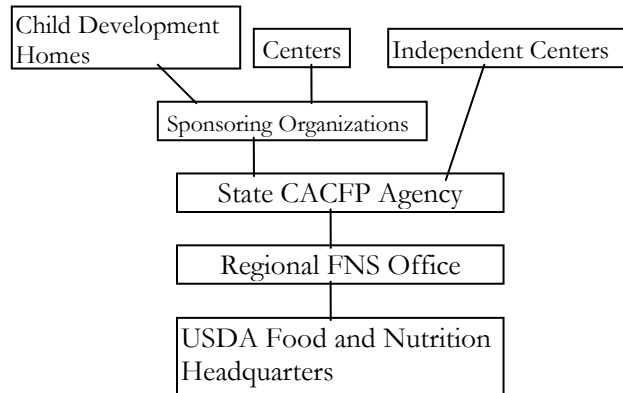 Child Development
Homes
Centers
Independent Centers
Sponsoring Organizations
State CACFP Agency
Regional FNS Office
USDA Food and Nutrition
Headquarters